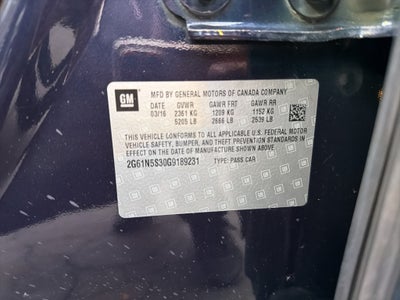 GM
MFD BY GENERAL MOTORS OF CANADA COMPANY
DATE GVWR GAWR FRT GAWR RR
03/16 2361 KG 1209 KG 1152 KG
5205 LB 2666 LB 2539 LB
THIS VEHICLE CONFORMS TO ALL APPLICABLE U.S. FEDERAL MOTOR
VEHICLE SAFETY, BUMPER, AND THEFT PREVENTION STANDARDS IN
EFFECT ON THE DATE OF MANUFACTURE SHOWN ABOVE.
2G61N5S30G9189231 TYPE: PASS CAR